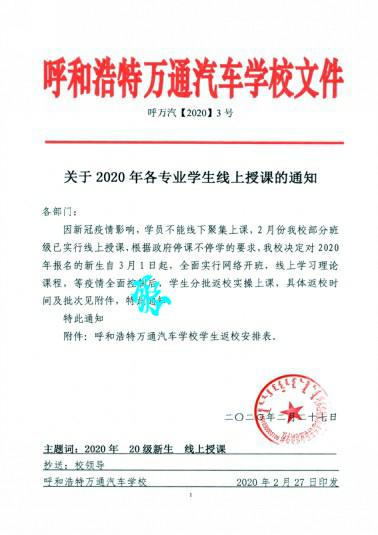 呼和浩特万通汽车学校文件
呼万汽【2020】3 号
关于 2020 年各专业学生线上授课的通知
各部门：
因新冠疫情影响，学员不能线下聚集上课，2 月份我校部分班
级已实行线上授课，根据政府停课不停学的要求，我校决定对 2020
年报名的新生自 3 月 1 日起，全面实行网络开班，线上学习理论
课程，等疫情全面控制后，学生分批返校实操上课，具体返校时
间及批次见附件，特此通知
特此通知
附件：呼和浩特万通汽车学校学生返校安排表。
二〇二〇年二月二十七日
主题词：2020 年 20 级新生 线上授课
抄送：校领导
呼和浩特万通汽车学校 2020 年 2 月 27 日印发
1